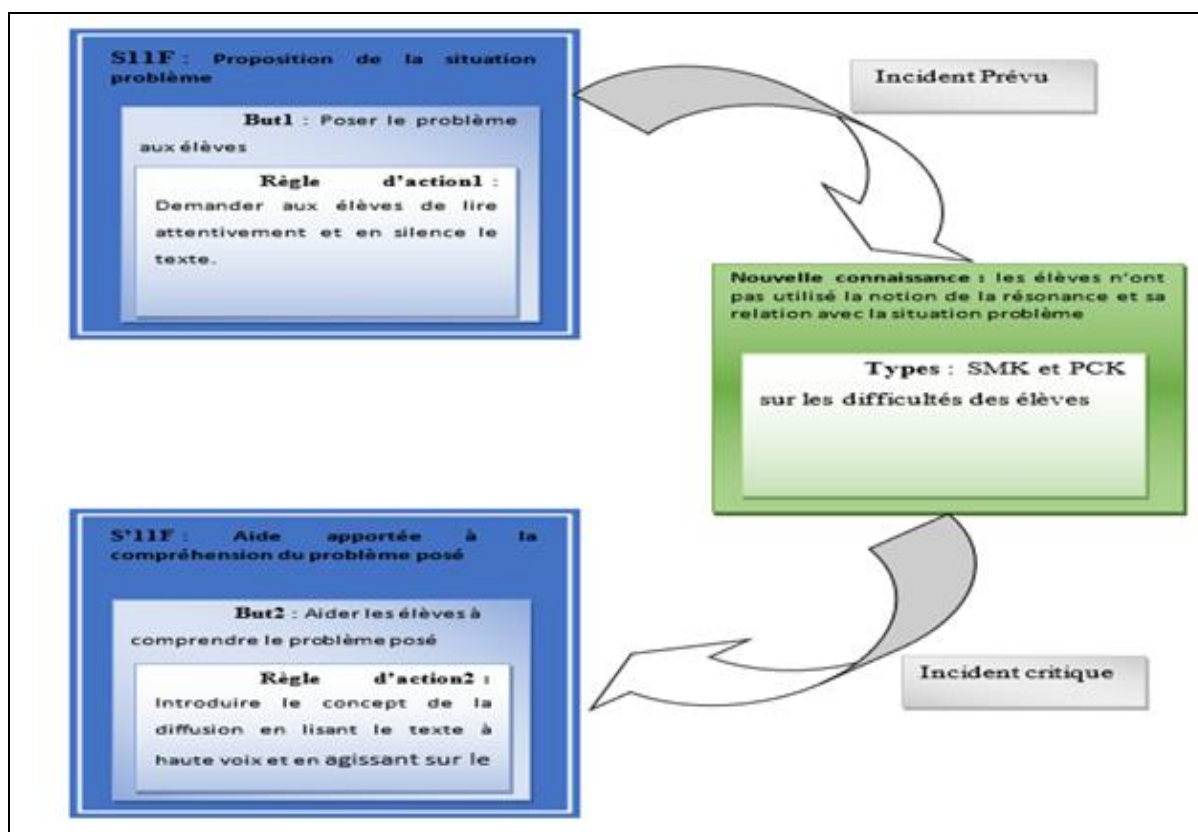 S11F : Proposition de la situation
problème
But1 : Poser le problème
aux élèves
Règle d’action1 :
Demander aux élèves de lire
attentivement et en silence le
texte.
Incident Prévu
Nouvelle connaissance : les élèves n’ont
pas utilisé la notion de la résonance et sa
relation avec la situation problème
Types : SMK et PCK
sur les difficultés des élèves
Incident critique
S’11F : Aide apportée à la
compréhension du problème posé
But2 : Aider les élèves à
comprendre le problème posé
Règle d’action2 :
Introduire le concept de la
diffusion en lisant le texte à
haute voix et en agissant sur le